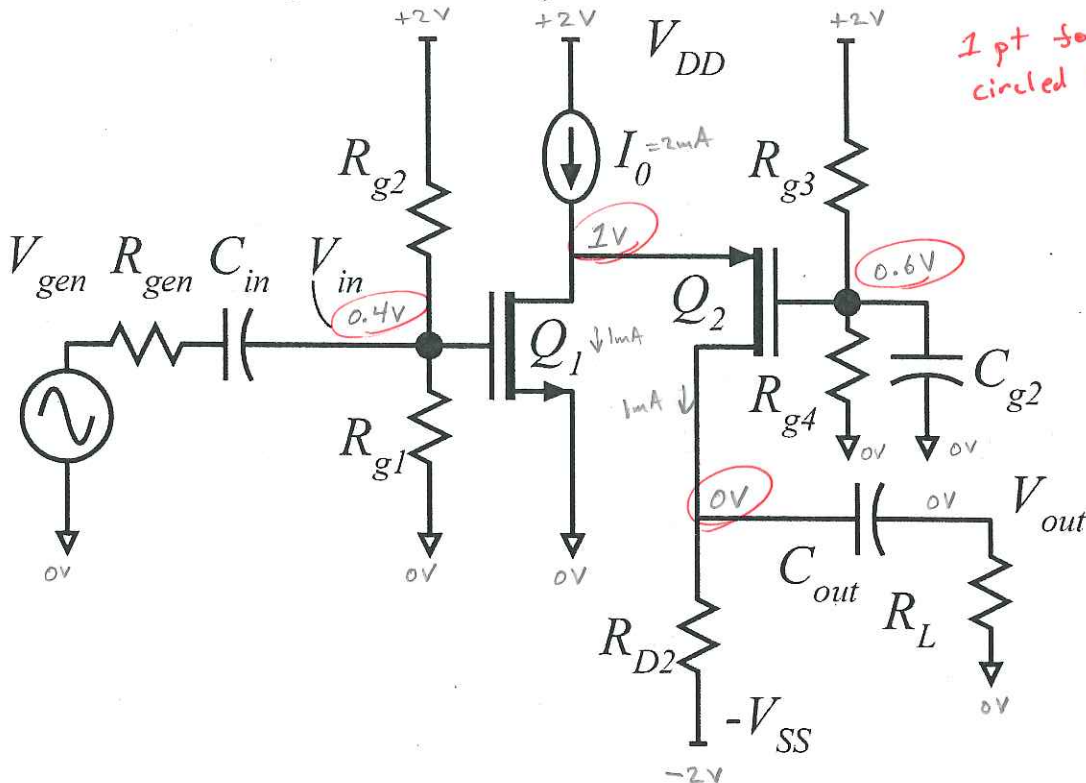 +2V
+2V
V_DD
+2V
1 pt fo
circled
R_g2
I_0 =2mA
R_g3
V_gen
R_gen
C_in
V_in
0.4V
1V
0.6V
Q_1
↓1mA
Q_2
1mA ↓
R_g4
C_g2
R_g1
0V
0V
0V
0V
0V
0V
0V
V_out
C_out
R_L
R_D2
0V
-V_SS
-2V